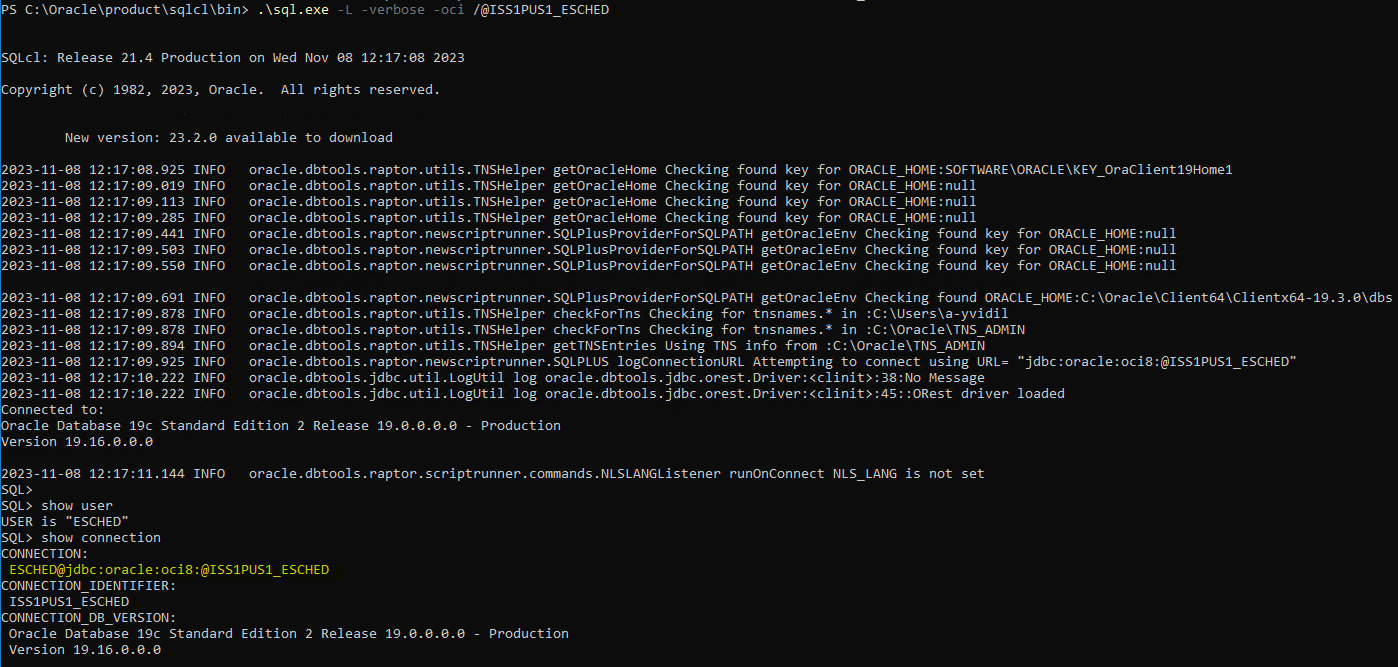 PS C:\Oracle\product\sqlcl\bin> .\sql.exe -L -verbose -oci /@ISS1PUS1_ESCHED
SQLcl: Release 21.4 Production on Wed Nov 08 12:17:08 2023
Copyright (c) 1982, 2023, Oracle.  All rights reserved.
New version: 23.2.0 available to download
2023-11-08 12:17:08.925 INFO   oracle.dbtools.raptor.utils.TNSHelper getOracleHome Checking found key for ORACLE_HOME:SOFTWARE\ORACLE\KEY_OraClient19Home1
2023-11-08 12:17:09.019 INFO   oracle.dbtools.raptor.utils.TNSHelper getOracleHome Checking found key for ORACLE_HOME:null
2023-11-08 12:17:09.113 INFO   oracle.dbtools.raptor.utils.TNSHelper getOracleHome Checking found key for ORACLE_HOME:null
2023-11-08 12:17:09.285 INFO   oracle.dbtools.raptor.utils.TNSHelper getOracleHome Checking found key for ORACLE_HOME:null
2023-11-08 12:17:09.441 INFO   oracle.dbtools.raptor.newscriptrunner.SQLPlusProviderForSQLPATH getOracleEnv Checking found key for ORACLE_HOME:null
2023-11-08 12:17:09.503 INFO   oracle.dbtools.raptor.newscriptrunner.SQLPlusProviderForSQLPATH getOracleEnv Checking found key for ORACLE_HOME:null
2023-11-08 12:17:09.550 INFO   oracle.dbtools.raptor.newscriptrunner.SQLPlusProviderForSQLPATH getOracleEnv Checking found key for ORACLE_HOME:null
2023-11-08 12:17:09.691 INFO   oracle.dbtools.raptor.newscriptrunner.SQLPlusProviderForSQLPATH getOracleEnv Checking found ORACLE_HOME:C:\Oracle\Client64\Clientx64-19.3.0\dbs
2023-11-08 12:17:09.878 INFO   oracle.dbtools.raptor.utils.TNSHelper checkForTns Checking for tnsnames.* in :C:\Users\a-yvidil
2023-11-08 12:17:09.878 INFO   oracle.dbtools.raptor.utils.TNSHelper checkForTns Checking for tnsnames.* in :C:\Oracle\TNS_ADMIN
2023-11-08 12:17:09.894 INFO   oracle.dbtools.raptor.utils.TNSHelper getTNSEntries Using TNS info from :C:\Oracle\TNS_ADMIN
2023-11-08 12:17:09.925 INFO   oracle.dbtools.raptor.newscriptrunner.SQLPLUS logConnectionURL Attempting to connect using URL= "jdbc:oracle:oci8:@ISS1PUS1_ESCHED"
2023-11-08 12:17:10.222 INFO   oracle.dbtools.jdbc.util.LogUtil log oracle.dbtools.jdbc.orest.Driver:<clinit>:38:No Message
2023-11-08 12:17:10.222 INFO   oracle.dbtools.jdbc.util.LogUtil log oracle.dbtools.jdbc.orest.Driver:<clinit>:45::ORest driver loaded
Connected to:
Oracle Database 19c Standard Edition 2 Release 19.0.0.0.0 - Production
Version 19.16.0.0.0
2023-11-08 12:17:11.144 INFO   oracle.dbtools.raptor.scriptrunner.commands.NLSLANGListener runOnConnect NLS_LANG is not set
SQL>
SQL> show user
USER is "ESCHED"
SQL> show connection
CONNECTION:
ESCHED@jdbc:oracle:oci8:@ISS1PUS1_ESCHED
CONNECTION_IDENTIFIER:
ISS1PUS1_ESCHED
CONNECTION_DB_VERSION:
Oracle Database 19c Standard Edition 2 Release 19.0.0.0.0 - Production
Version 19.16.0.0.0